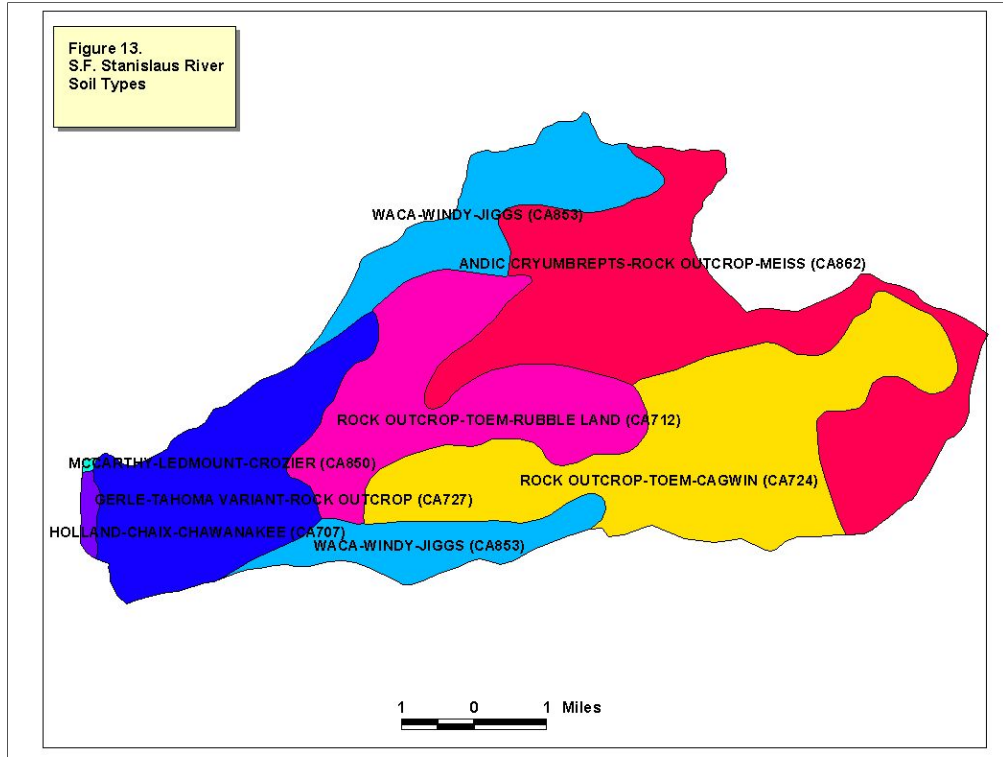 Figure 13.
S.F. Stanislaus River
Soil Types
WACA-WINDY-JIGGS (CA853)
ANDIC CRYUMBREPTS-ROCK OUTCROP-MEISS (CA862)
ROCK OUTCROP-TOEM-RUBBLE LAND (CA712)
MCCARTHY-LEDMOUNT-CROZIER (CA850)
ROCK OUTCROP-TOEM-CAGWIN (CA724)
GERLE-TAHOMA VARIANT-ROCK OUTCROP (CA727)
HOLLAND-CHAIX-CHAWANAKEE (CA707)
WACA-WINDY-JIGGS (CA853)
1 0 1 Miles